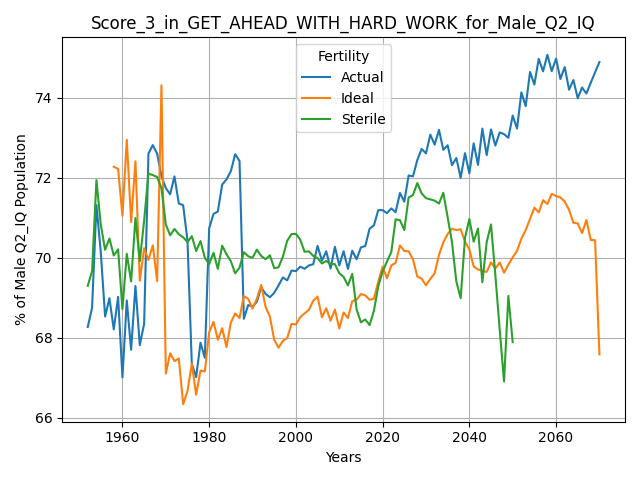 Score_3_in_GET_AHEAD_WITH_HARD_WORK_for_Male_Q2_IQ
Fertility
Actual
Ideal
Sterile
% of Male Q2_IQ Population
74
72
70
68
66
1960
1980
2000
2020
2040
2060
Years